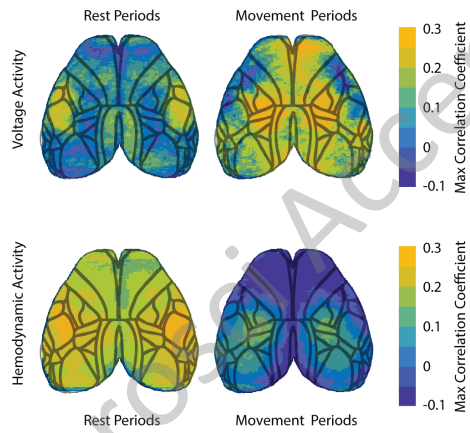 Rest Periods
Movement Periods
Voltage Activity
0.3
0.2
0.1
0
-0.1
Max Correlation Coefficient
Hemodynamic Activity
0.3
0.2
0.1
0
-0.1
Max Correlation Coefficient
Rest Periods
Movement Periods